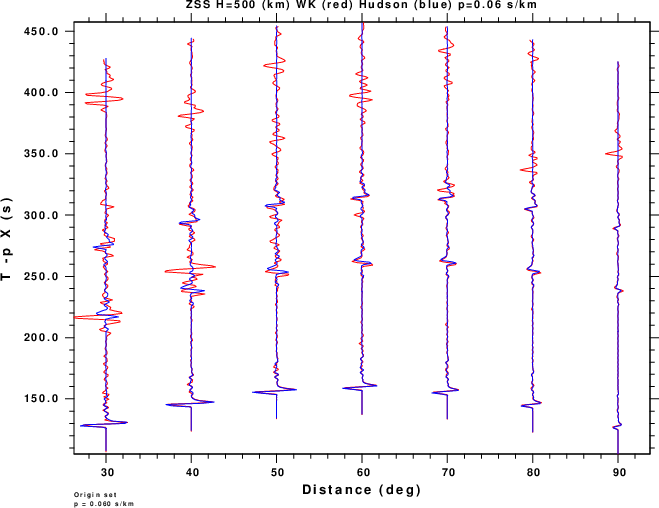 ZSS H=500 (km) WK (red) Hudson (blue) p=0.06 s/km
450.0
400.0
350.0
300.0
250.0
200.0
150.0
T -p X (s)
30 40 50 60 70 80 90
Distance (deg)
Origin set
p = 0.060 s/km